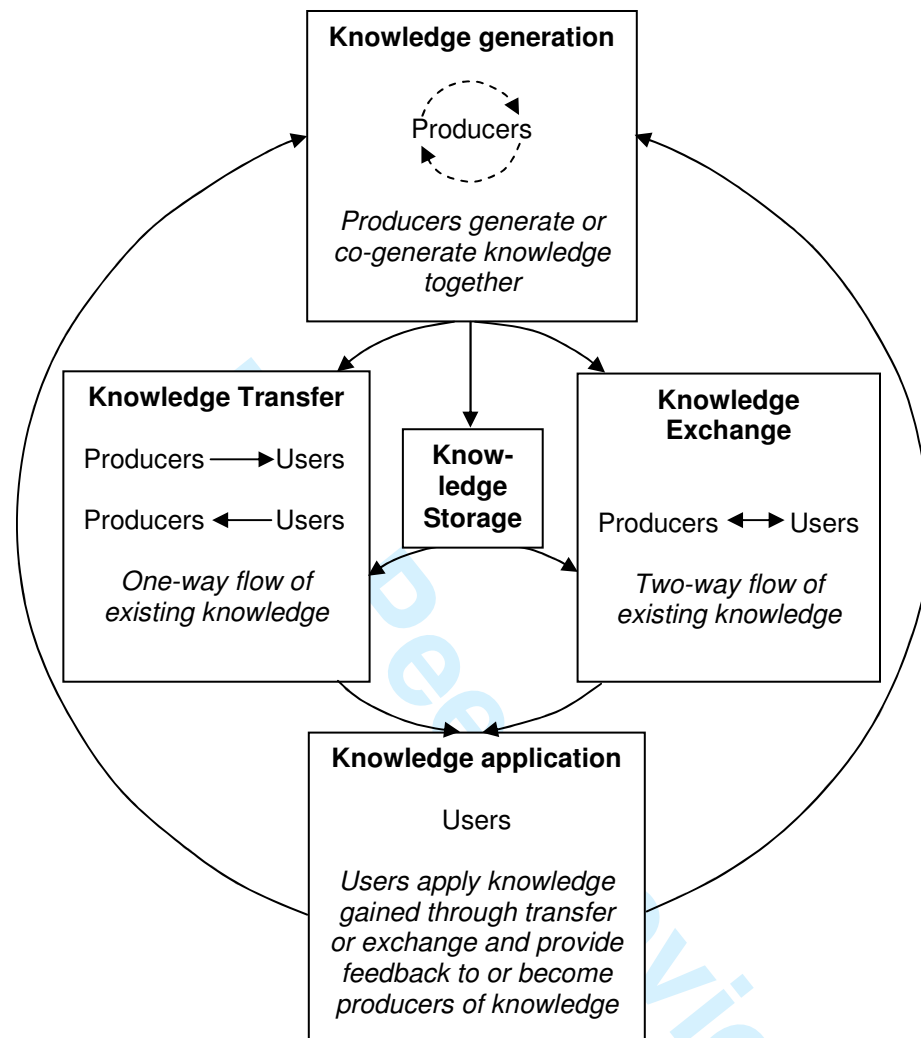 Knowledge generation
Producers
Producers generate or
co-generate knowledge
together
Knowledge Transfer
Producers Users
Producers Users
One-way flow of
existing knowledge
Know-
ledge
Storage
Knowledge
Exchange
Producers Users
Two-way flow of
existing knowledge
Knowledge application
Users
Users apply knowledge
gained through transfer
or exchange and provide
feedback to or become
producers of knowledge